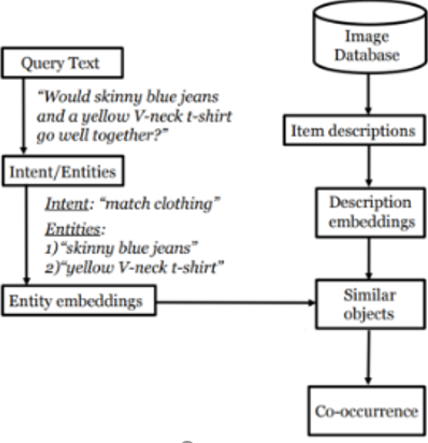 Query Text
"Would skinny blue jeans
and a yellow V-neck t-shirt
go well together?"
Intent/Entities
Intent: "match clothing"
Entities:
1)"skinny blue jeans"
2)"yellow V-neck t-shirt"
Entity embeddings
Image
Database
Item descriptions
Description
embeddings
Similar
objects
Co-occurrence